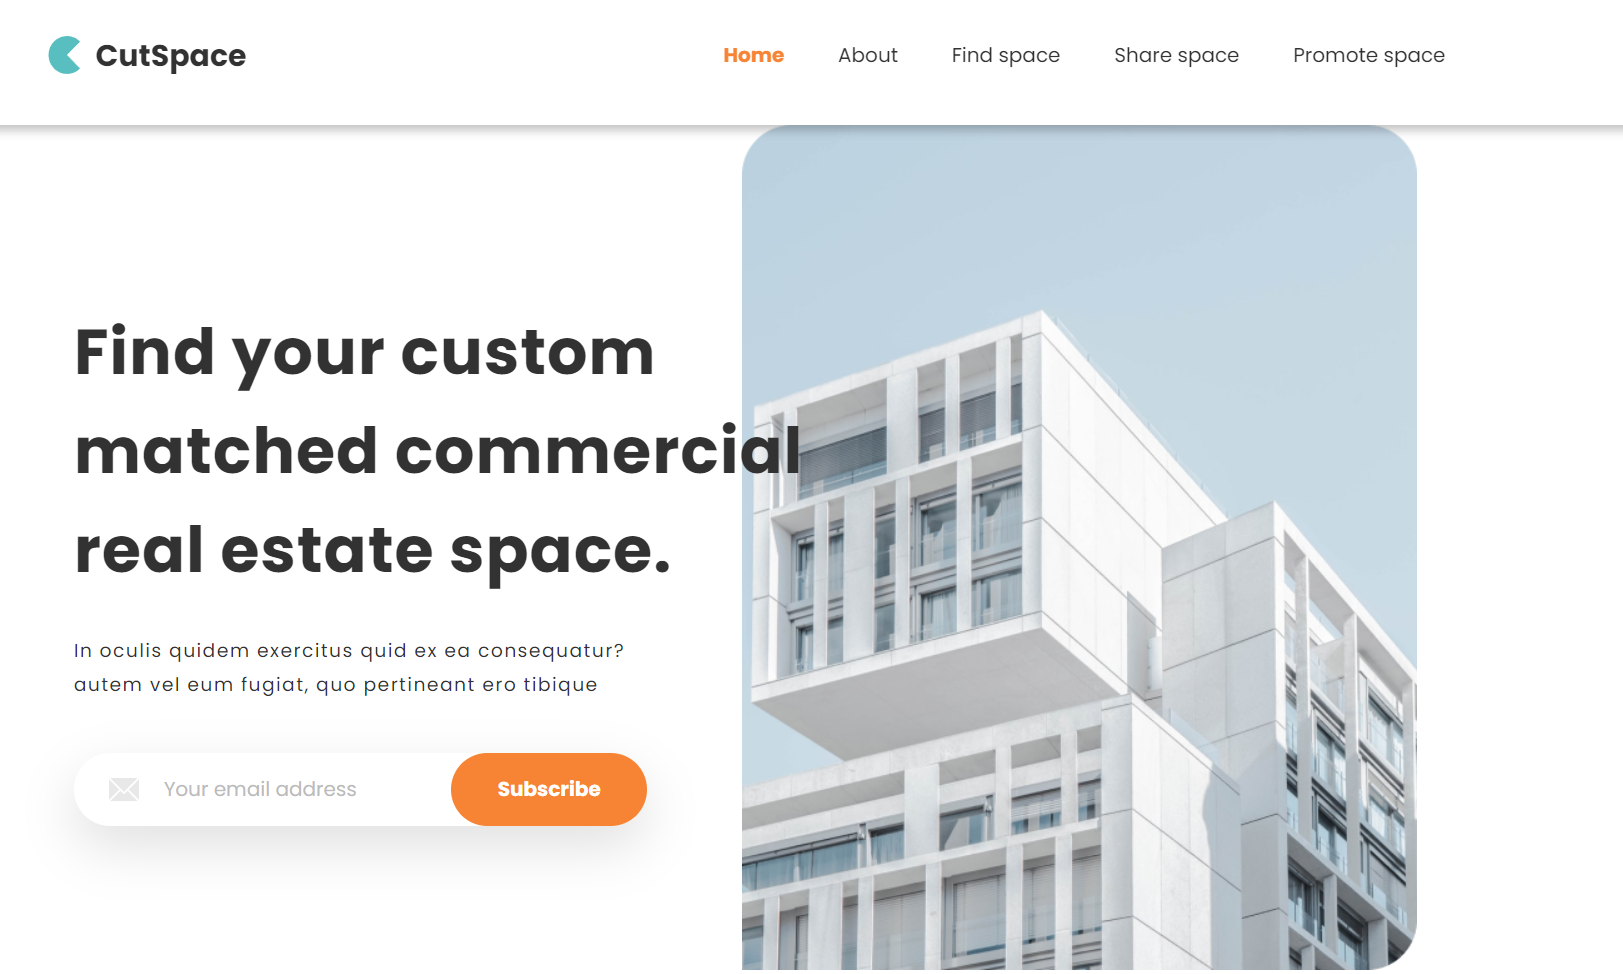 CutSpace
Home About Find space Share space Promote space
Find your custom
matched commercial
real estate space.
In oculis quidem exercitus quid ex ea consequatur?
autem vel eum fugiat, quo pertineant ero tibique
Your email address Subscribe